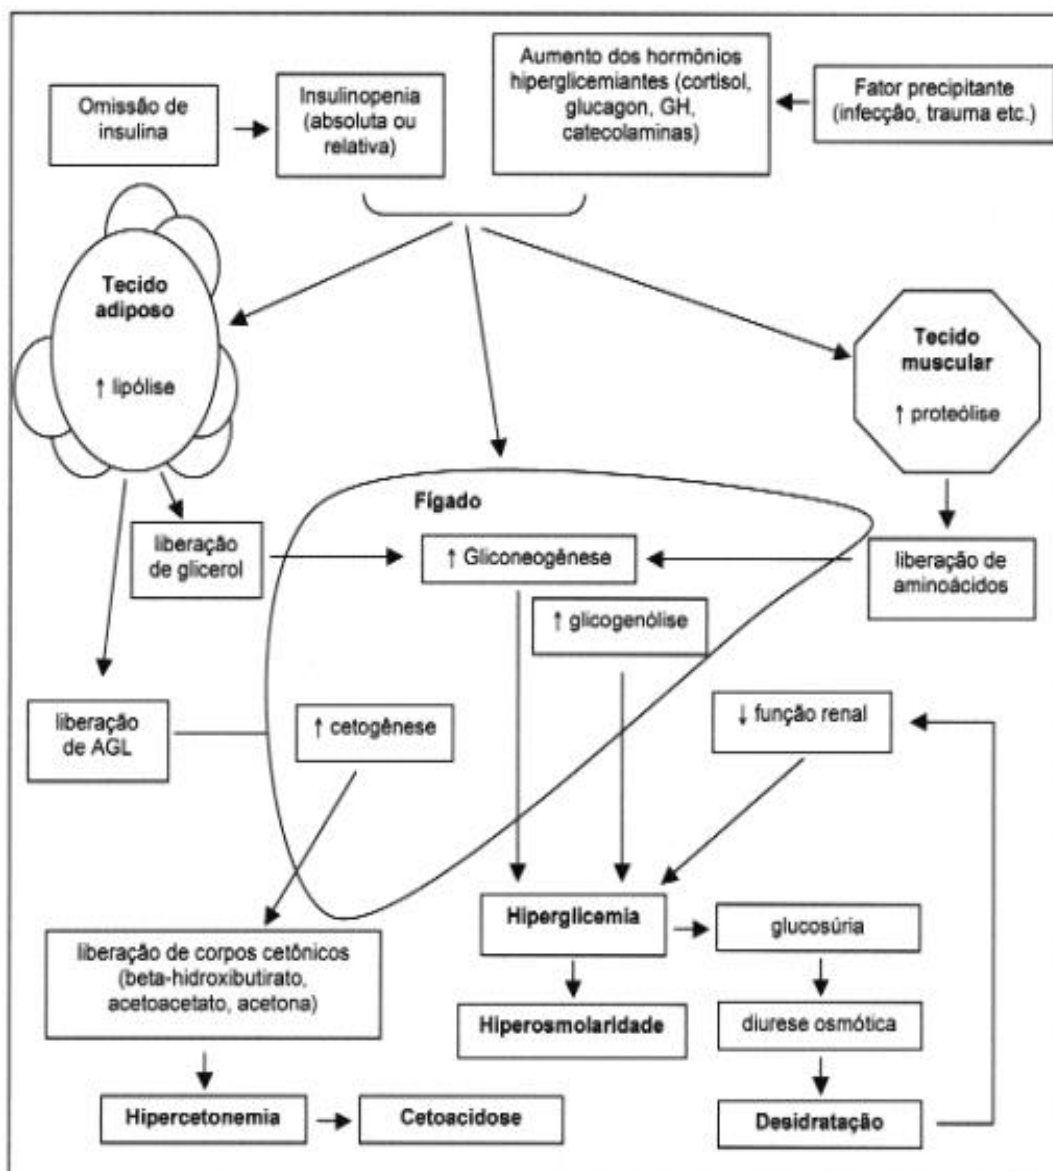 Omissão de
insulina
Insulinopenia
(absoluta ou
relativa)
Aumento dos hormônios
hiperglicemiantes (cortisol,
glucagon, GH,
catecolaminas)
Fator precipitante
(infecção, trauma etc.)
Tecido
adiposo
↑ lipólise
Tecido
muscular
↑ proteólise
Fígado
liberação
de glicerol
↑ Gliconeogênese
liberação de
aminoácidos
↑ glicogenólise
liberação
de AGL
↑ cetogênese
↓ função renal
Hiperglicemia
glucosúria
liberação de corpos cetônicos
(beta-hidroxibutirato,
acetoacetato, acetona)
Hiperosmolaridade
diurese osmótica
Hipercetonemia
Cetoacidose
Desidratação